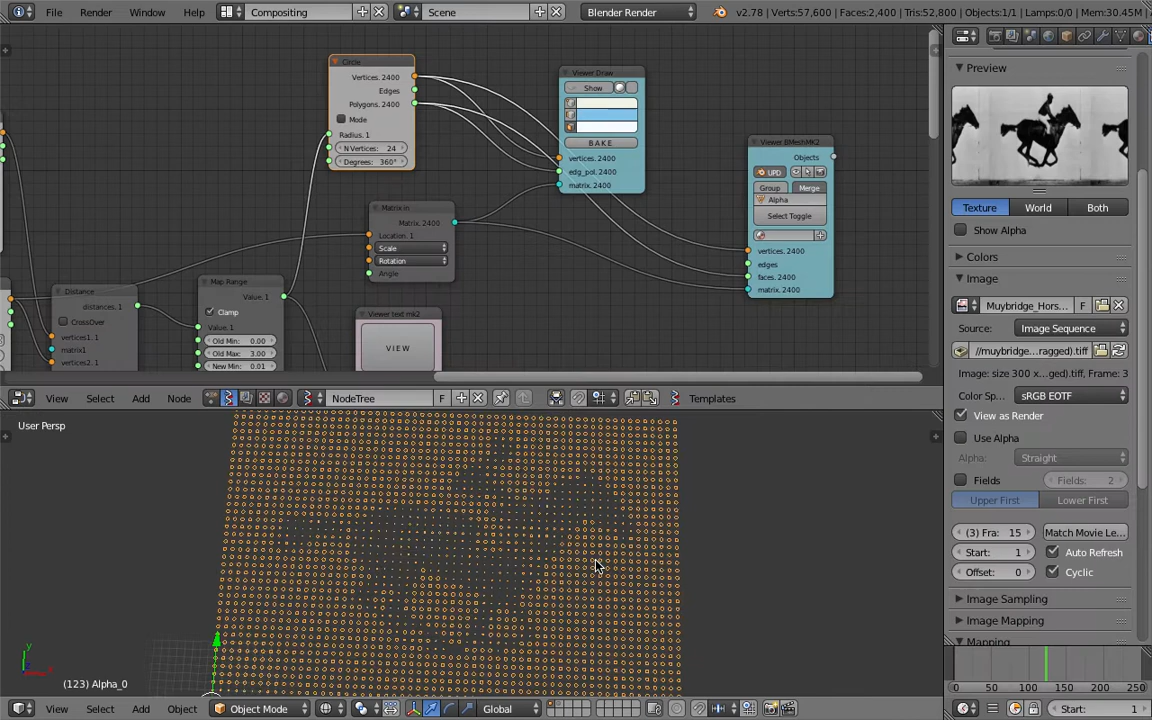 File Render Window Help Compositing Scene Blender Render v2.78 | Verts:57,600 | Faces:2,400 | Tris:52,800 | Objects:1/1 | Lamps:0/0 | Mem:30.45M
Circle
Vertices. 2400
Edges
Polygons. 2400
Mode
Radius. 1
N Vertices: 24
Degrees: 360°
Viewer Draw
Show
BAKE
vertices. 2400
edg_pol. 2400
matrix. 2400
Viewer BMeshMK2
Objects
UPD
Group Merge
Alpha
Select Toggle
vertices. 2400
edges
faces. 2400
matrix. 2400
Matrix in
Matrix. 2400
Location. 1
Scale
Rotation
Angle
Distance
distances. 1
CrossOver
vertices1. 1
matrix1
vertices2. 1
Map Range
Value. 1
Clamp
Value. 1
Old Min: 0.00
Old Max: 3.00
New Min: 0.01
Viewer text mk2
VIEW
View Select Add Node NodeTree F Templates
User Persp
(123) Alpha_0
View Select Add Object Object Mode Global
Preview
Texture World Both
Show Alpha
Colors
Image
Muybridge_Hors... F
Source: Image Sequence
//muybridge...ragged).tiff
Image: size 300 x...ged).tiff, Frame: 3
Color Sp... sRGB EOTF
View as Render
Use Alpha
Alpha: Straight
Fields Fields: 2
Upper First Lower First
(3) Fra: 15 Match Movie Le...
Start: 1 Auto Refresh
Offset: 0 Cyclic
Image Sampling
Image Mapping
Mapping
0 50 100 150 200 250
Start: 1